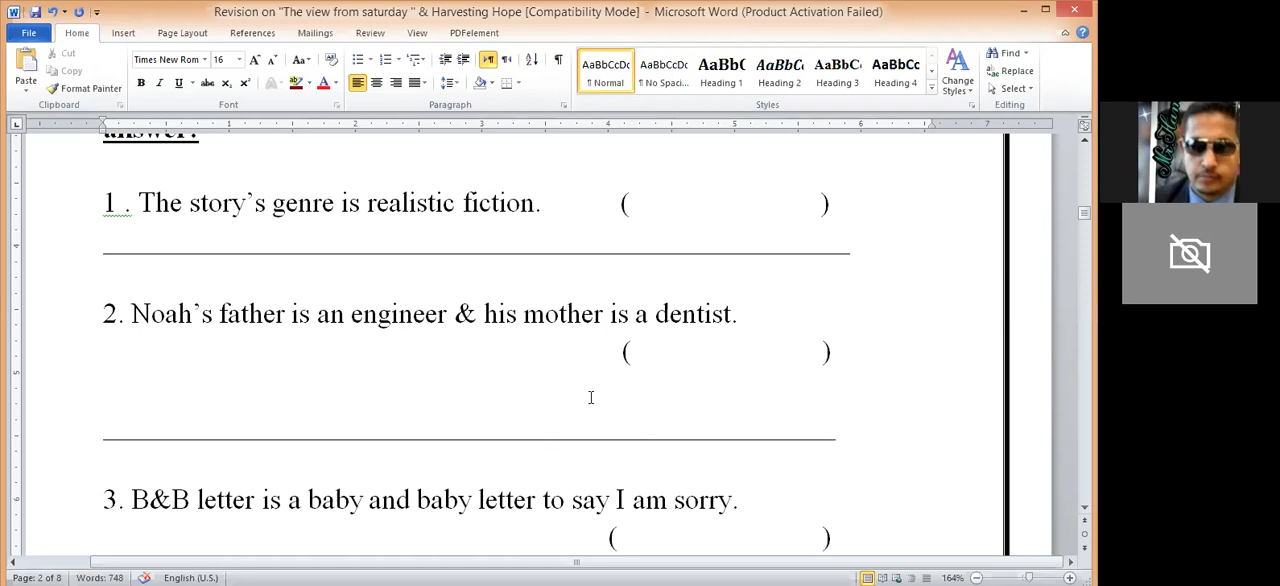 Revision on "The view from saturday " & Harvesting Hope [Compatibility Mode] - Microsoft Word (Product Activation Failed)
File Home Insert Page Layout References Mailings Review View PDFelement
Paste Cut Copy Format Painter
Clipboard
Times New Rom 16
Font
Paragraph
AaBbCcDc AaBbCcDc AaBbC AaBbCc AaBbC AaBbCc
¶ Normal ¶ No Spaci... Heading 1 Heading 2 Heading 3 Heading 4
Change Styles
Styles
Find
Replace
Select
Editing
answer:
1 . The story’s genre is realistic fiction. ( )
2. Noah’s father is an engineer & his mother is a dentist.
( )
3. B&B letter is a baby and baby letter to say I am sorry.
( )
Page: 2 of 8 Words: 748 English (U.S.) 164%